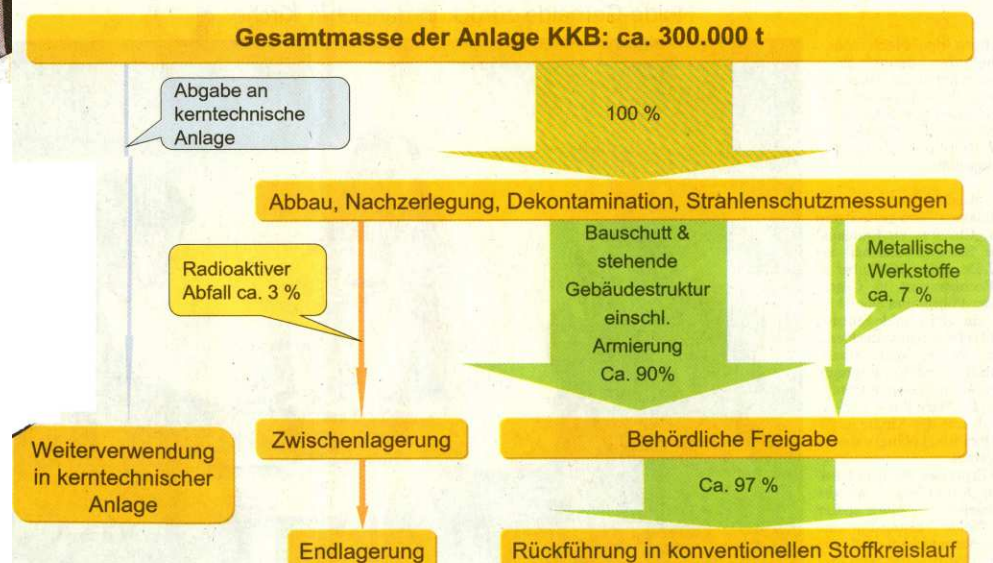 Gesamtmasse der Anlage KKB: ca. 300.000 t
Abgabe an
kerntechnische
Anlage
100 %
Abbau, Nachzerlegung, Dekontamination, Strahlenschutzmessungen
Radioaktiver
Abfall ca. 3 %
Bauschutt &
stehende
Gebäudestruktur
einschl.
Armierung
Ca. 90%
Metallische
Werkstoffe
ca. 7 %
Weiterverwendung
in kerntechnischer
Anlage
Zwischenlagerung
Behördliche Freigabe
Ca. 97 %
Endlagerung
Rückführung in konventionellen Stoffkreislauf